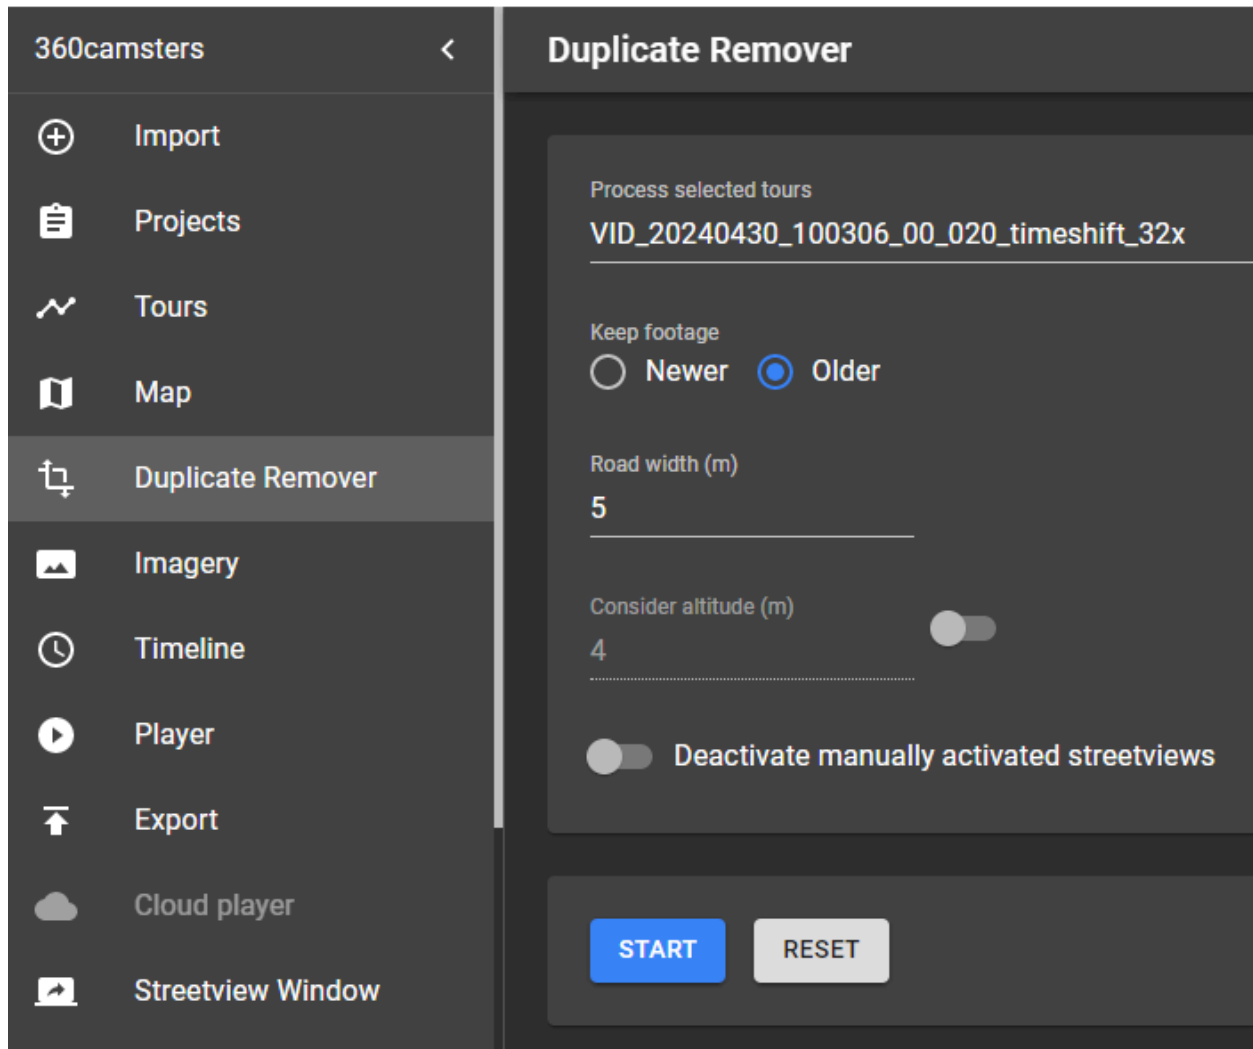 360camsters
Import
Projects
Tours
Map
Duplicate Remover
Imagery
Timeline
Player
Export
Cloud player
Streetview Window
Duplicate Remover
Process selected tours
VID_20240430_100306_00_020_timeshift_32x
Keep footage
Newer Older
Road width (m)
5
Consider altitude (m)
4
Deactivate manually activated streetviews
START RESET